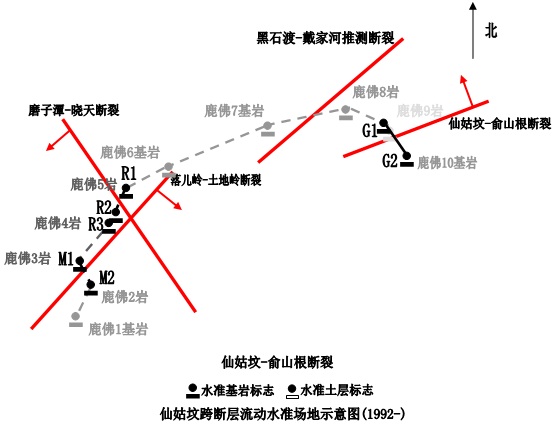 北
黑石渡-戴家河推测断裂
鹿佛8岩
磨子潭-晓天断裂
鹿佛7基岩
鹿佛9岩
G1
仙姑坟-俞山根断裂
鹿佛6基岩
G2
鹿佛10基岩
鹿佛5岩
R1
落儿岭-土地岭断裂
R2
鹿佛4岩
R3
鹿佛3岩
M1
M2
鹿佛2岩
鹿佛1基岩
仙姑坟-俞山根断裂
水准基岩标志
水准土层标志
仙姑坟跨断层流动水准场地示意图(1992-)